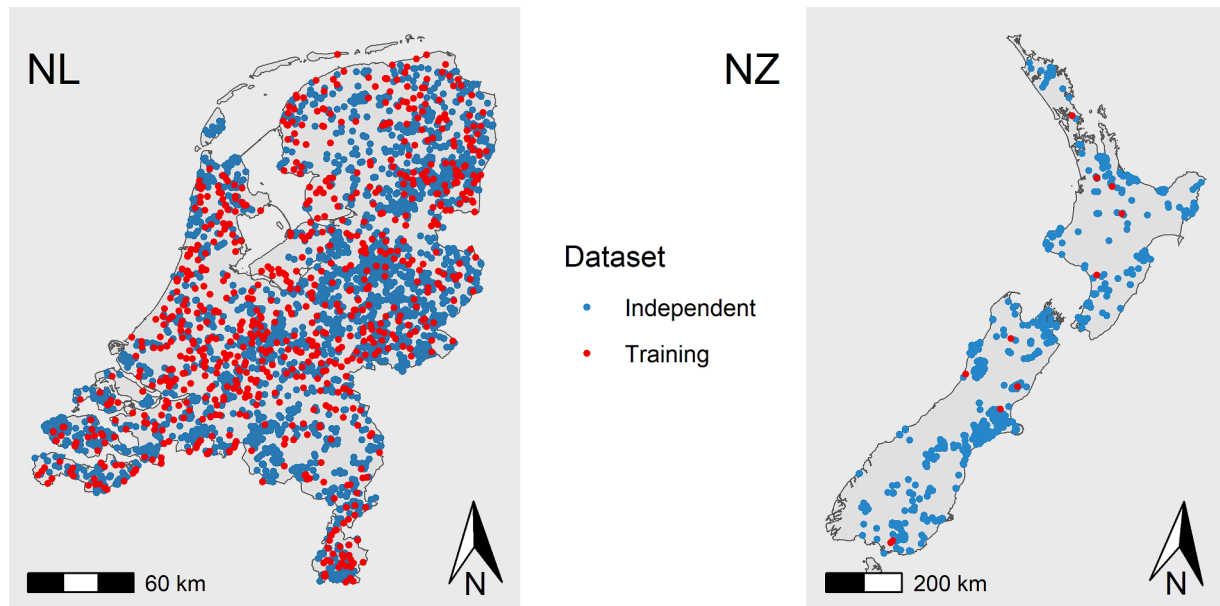 NL
NZ
Dataset
Independent
Training
60 km
N
200 km
N